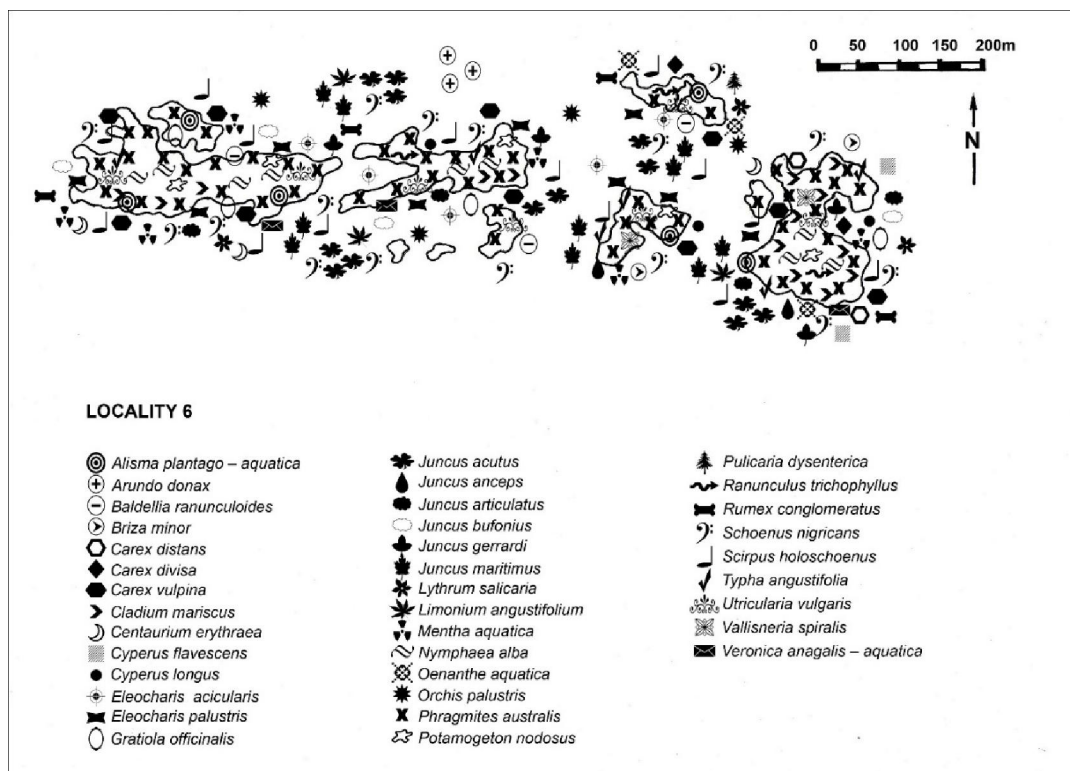 0 50 100 150 200m
N
LOCALITY 6
Alisma plantago – aquatica
Arundo donax
Baldellia ranunculoides
Briza minor
Carex distans
Carex divisa
Carex vulpina
Cladium mariscus
Centaurium erythraea
Cyperus flavescens
Cyperus longus
Eleocharis acicularis
Eleocharis palustris
Gratiola officinalis
Juncus acutus
Juncus anceps
Juncus articulatus
Juncus bufonius
Juncus gerrardi
Juncus maritimus
Lythrum salicaria
Limonium angustifolium
Mentha aquatica
Nymphaea alba
Oenanthe aquatica
Orchis palustris
Phragmites australis
Potamogeton nodosus
Pulicaria dysenterica
Ranunculus trichophyllus
Rumex conglomeratus
Schoenus nigricans
Scirpus holoschoenus
Typha angustifolia
Utricularia vulgaris
Vallisneria spiralis
Veronica anagalis – aquatica